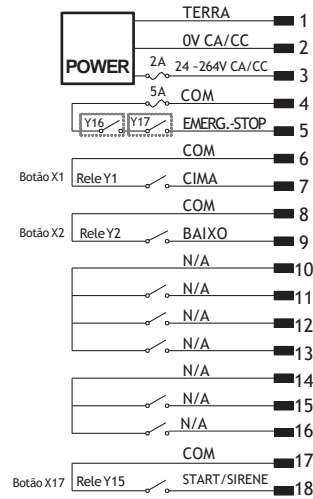 TERRA 1
0V CA/CC 2
POWER 2A 24 ~264V CA/CC 3
5A COM 4
Y16 Y17 EMERG.-STOP 5
COM 6
Botão X1 Rele Y1 CIMA 7
COM 8
Botão X2 Rele Y2 BAIXO 9
N/A 10
11
N/A 12
N/A 13
N/A 14
N/A 15
N/A 16
COM 17
Botão X17 Rele Y15 START/SIRENE 18